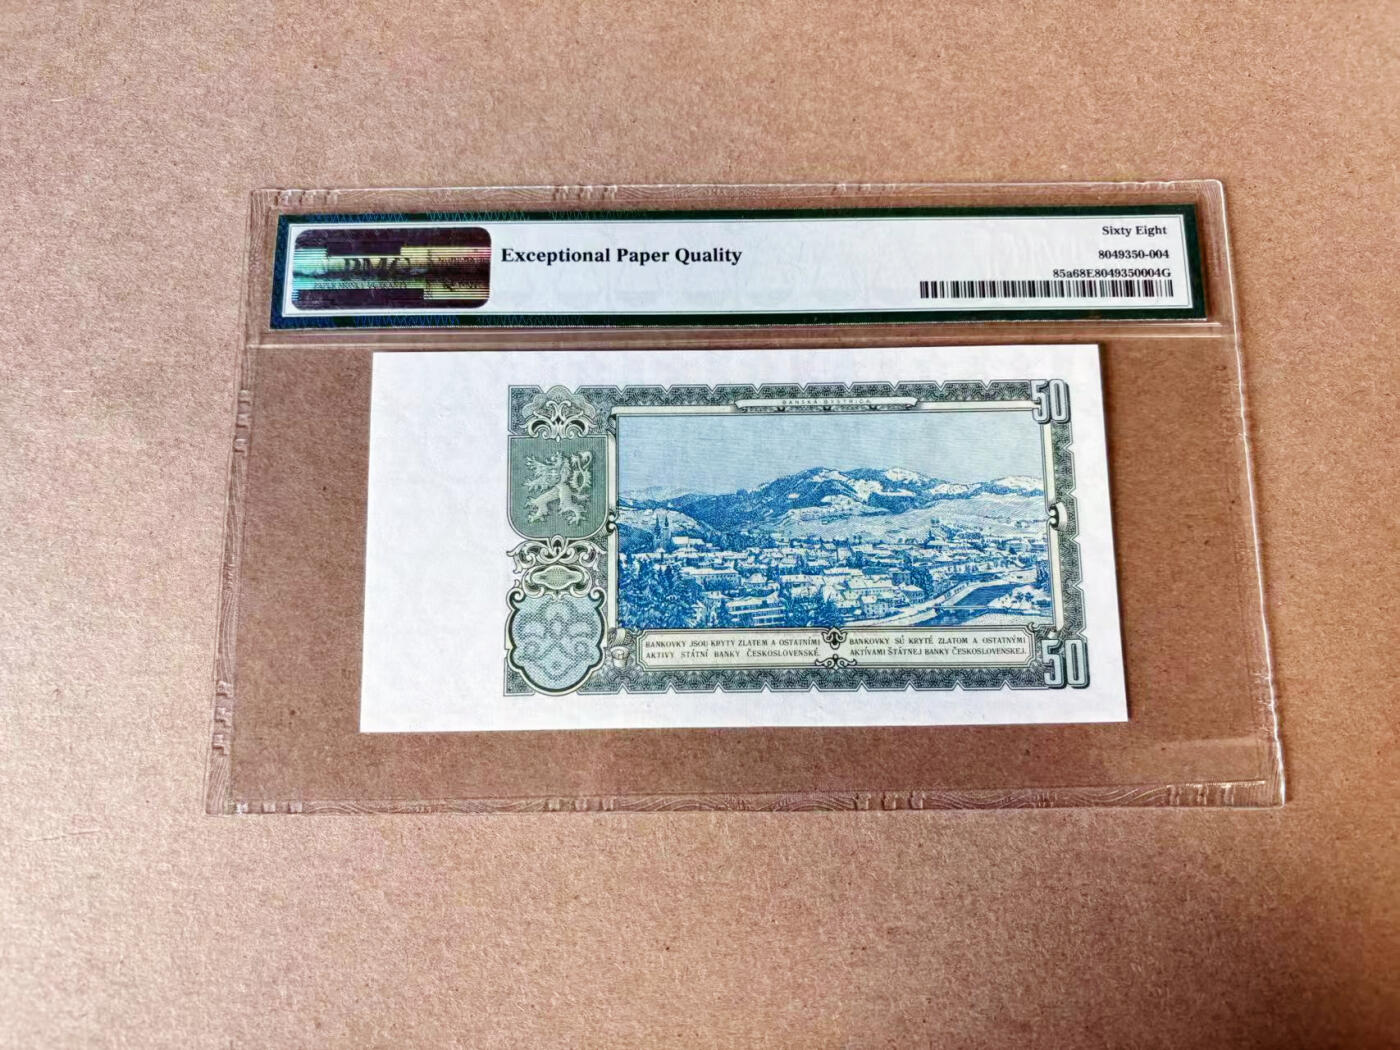 PMG
Exceptional Paper Quality
Sixty Eight
8049350-004
85a68E8049350004G
BANSKÁ BYSTRICA
50
BANKOVKY JSOU KRYTY ZLATEM A OSTATNÍMI
AKTIVY STÁTNÍ BANKY ČESKOSLOVENSKÉ.
BANKOVKY SÚ KRYTÉ ZLATOM A OSTATNÝMI
AKTÍVAMI ŠTÁTNEJ BANKY ČESKOSLOVENSKEJ.
50